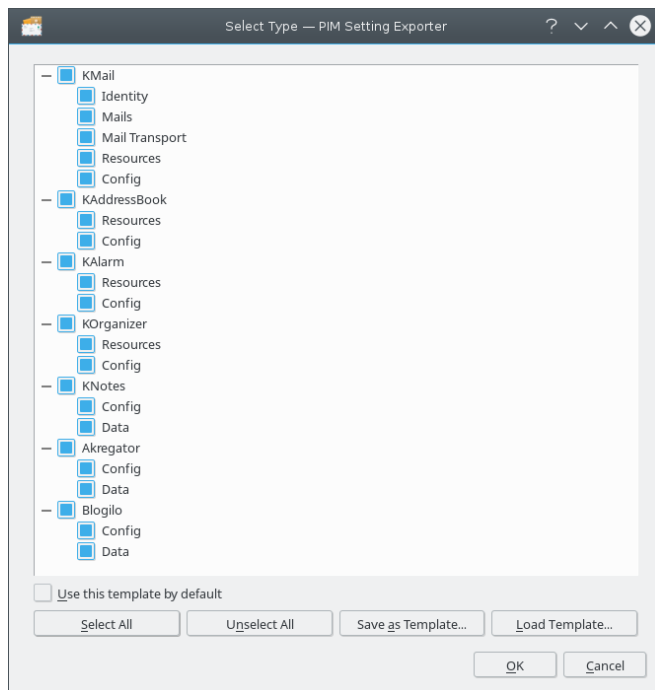 Select Type — PIM Setting Exporter
KMail
Identity
Mails
Mail Transport
Resources
Config
KAddressBook
Resources
Config
KAlarm
Resources
Config
KOrganizer
Resources
Config
KNotes
Config
Data
Akregator
Config
Data
Blogilo
Config
Data
Use this template by default
Select All Unselect All Save as Template... Load Template...
OK Cancel